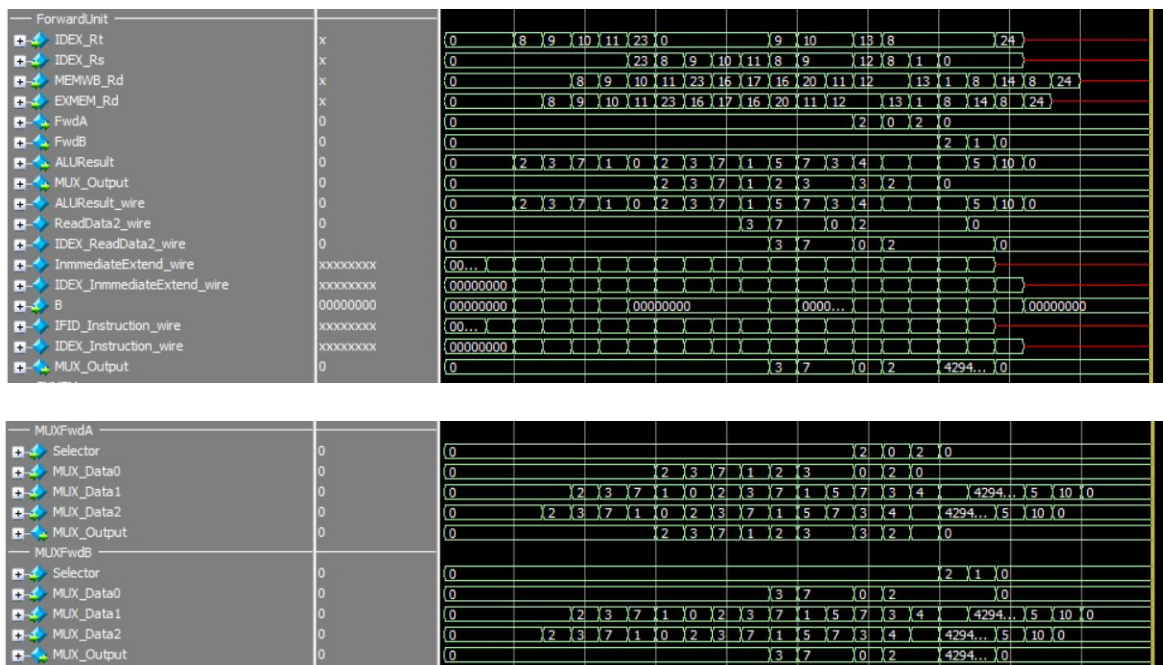 ForwardUnit
IDEX_Rt x 0 8 9 10 11 23 0 9 10 13 8 24
IDEX_Rs x 0 23 8 9 10 11 8 9 12 8 1 0
MEMWB_Rd x 0 8 9 10 11 23 16 17 16 20 11 12 13 1 8 14 8 24
EXMEM_Rd x 0 8 9 10 11 23 16 17 16 20 11 12 13 1 8 14 8 24
FwdA 0 0 2 0 2 0
FwdB 0 0 2 1 0
ALUResult 0 0 2 3 7 1 0 2 3 7 1 5 7 3 4 5 10 0
MUX_Output 0 0 2 3 7 1 2 3 3 2 0
ALUResult_wire 0 0 2 3 7 1 0 2 3 7 1 5 7 3 4 5 10 0
ReadData2_wire 0 0 3 7 0 2 0
IDEX_ReadData2_wire 0 0 3 7 0 2 0
InmmediateExtend_wire xxxxxxxx 00...
IDEX_InmmediateExtend_wire xxxxxxxx 00000000
B 00000000 00000000 00000000 0000... 00000000
IFID_Instruction_wire xxxxxxxx 00...
IDEX_Instruction_wire xxxxxxxx 00000000
MUX_Output 0 0 3 7 0 2 4294... 0
MUXFwdA
Selector 0 0 2 0 2 0
MUX_Data0 0 0 2 3 7 1 2 3 0 2 0
MUX_Data1 0 0 2 3 7 1 0 2 3 7 1 5 7 3 4 4294... 5 10 0
MUX_Data2 0 0 2 3 7 1 0 2 3 7 1 5 7 3 4 4294... 5 10 0
MUX_Output 0 0 2 3 7 1 2 3 3 2 0
MUXFwdB
Selector 0 0 2 1 0
MUX_Data0 0 0 3 7 0 2 0
MUX_Data1 0 0 2 3 7 1 0 2 3 7 1 5 7 3 4 4294... 5 10 0
MUX_Data2 0 0 2 3 7 1 0 2 3 7 1 5 7 3 4 4294... 5 10 0
MUX_Output 0 0 3 7 0 2 4294... 0